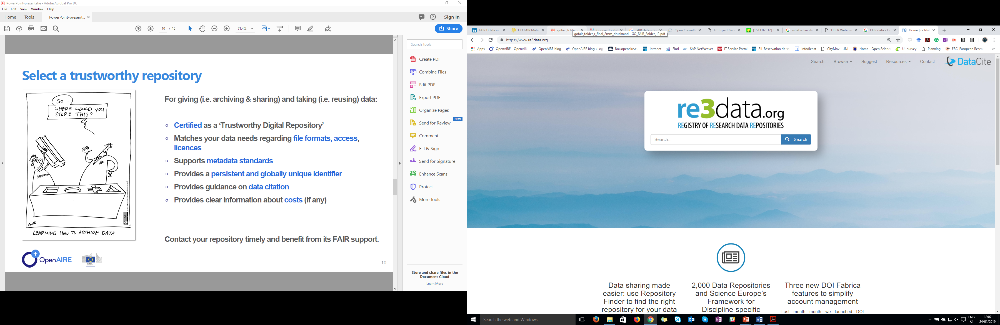 PowerPoint-presentatie - Adobe Acrobat Pro DC
File Edit View Window Help
Home Tools PowerPoint-present... × Sign In
10 / 15 71.4% Share
Select a trustworthy repository
SO...
WHERE WOULD YOU
STORE THIS?
LIBRARIAN
LEARNING HOW TO ARCHIVE DATA
For giving (i.e. archiving & sharing) and taking (i.e. reusing) data:
Certified as a ‘Trustworthy Digital Repository’
Matches your data needs regarding file formats, access,
licences
Supports metadata standards
Provides a persistent and globally unique identifier
Provides guidance on data citation
Provides clear information about costs (if any)
Contact your repository timely and benefit from its FAIR support.
OpenAIRE
10
Search tools
Create PDF
Combine Files
Edit PDF
Export PDF
Organize Pages
NEW
Send for Review
Comment
Fill & Sign
Send for Signature
Enhance Scans
Protect
More Tools
Store and share files in the
Document Cloud
Learn More
FAIR Ddata in GO FAIR Mate gofair_folder_ Course: Toolki FAIR data - Go Open Consulta EC Expert Grou [1511.02512] what is fair da LIBER Webina FAIR data - Go Home | re3dat
gofair_folder_r_final_2mm_druckrand - GO_FAIR_Folder_12.pdf
https://www.re3data.org
Apps OpenAIRE - OpenAIR OpenAIRE blog OpenAIRE blog ‹ Log Box.openaire.eu Intranet Fiori SAP NetWeaver IT Service Portal SIL Réservation de sa Infodienst CityMov - UNI Home - Open Scienc UL survey Planning ERC: European Resea »
Search Browse Suggest Resources Contact DataCite
re3data.org
REGISTRY OF RESEARCH DATA REPOSITORIES
Search... Search
Data sharing made
easier: use Repository
Finder to find the right
repository for your data
2,000 Data Repositories
and Science Europe’s
Framework for
Discipline-specific
Three new DOI Fabrica
features to simplify
account management
Last month month we launched DOI
Search the web and Windows
ENG
SF
18:07
24/01/2019